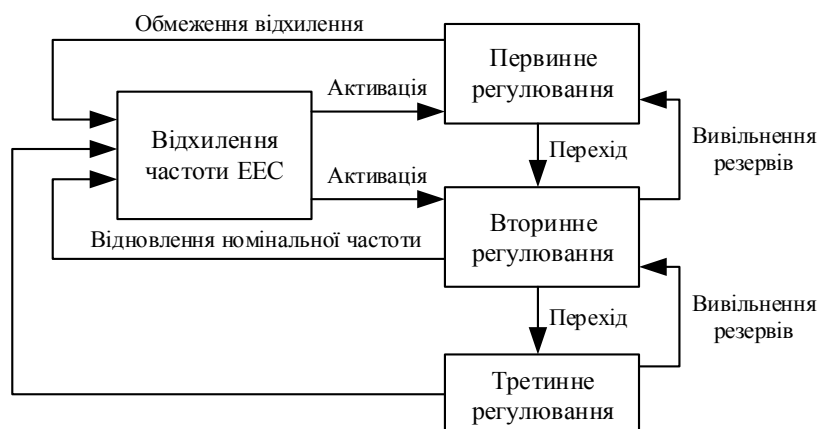 Обмеження відхилення
Первинне
регулювання
Активація
Відхилення
частоти ЕЕС
Перехід
Вивільнення
резервів
Активація
Вторинне
регулювання
Відновлення номінальної частоти
Перехід
Вивільнення
резервів
Третинне
регулювання